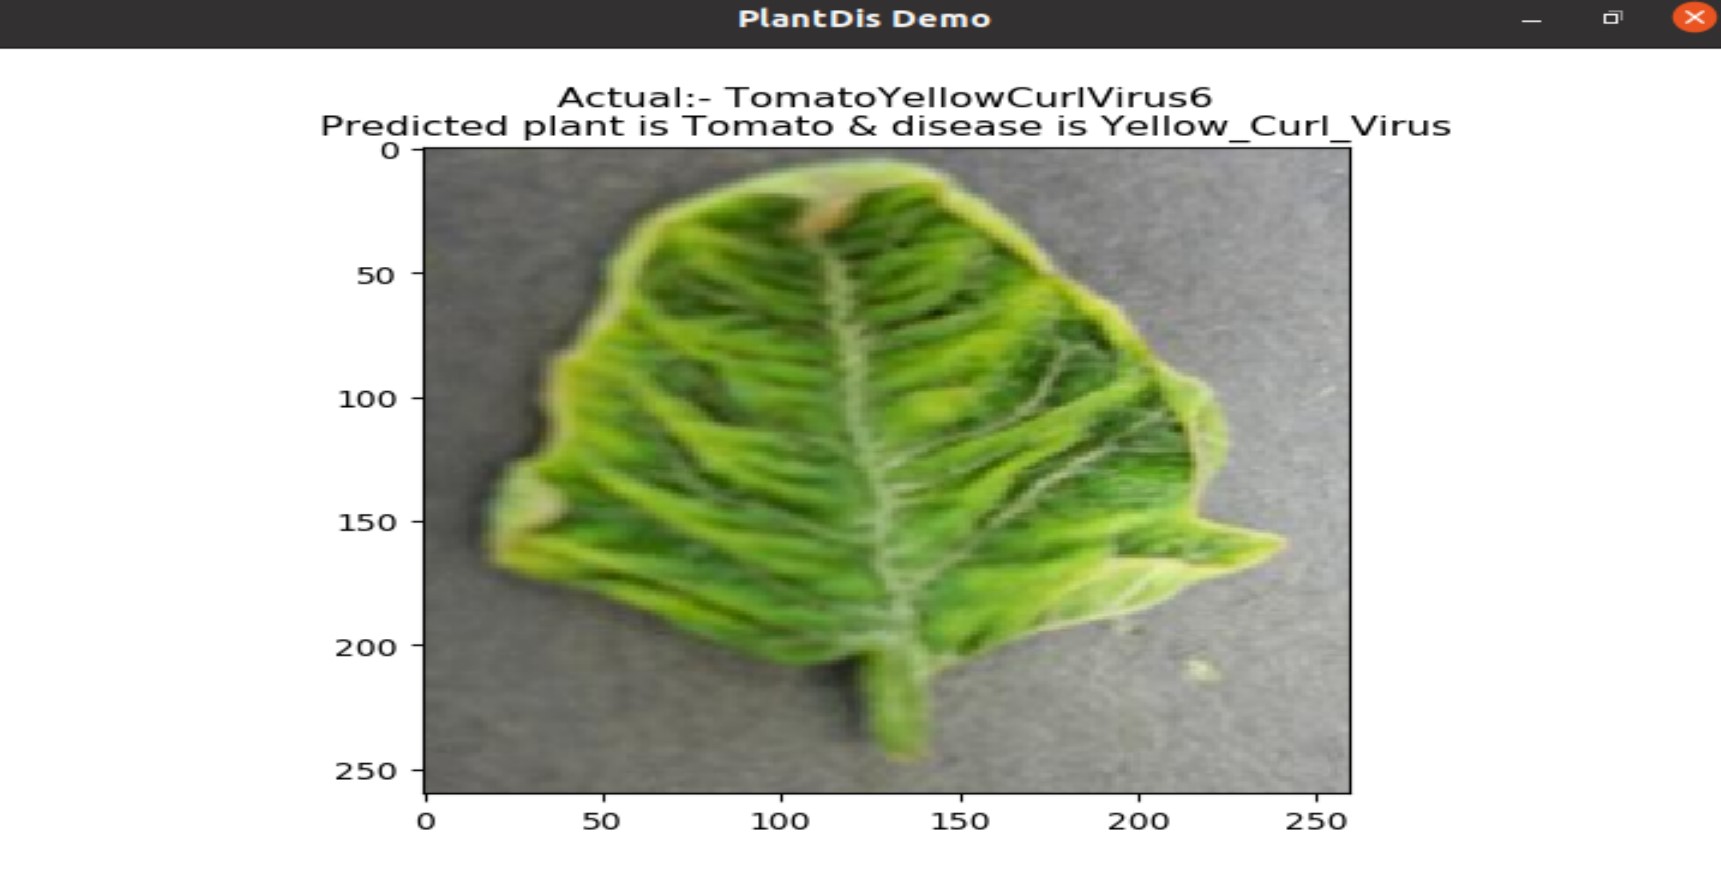 PlantDis Demo
Actual:- TomatoYellowCurlVirus6
Predicted plant is Tomato & disease is Yellow_Curl_Virus
0
50
100
150
200
250
0 50 100 150 200 250